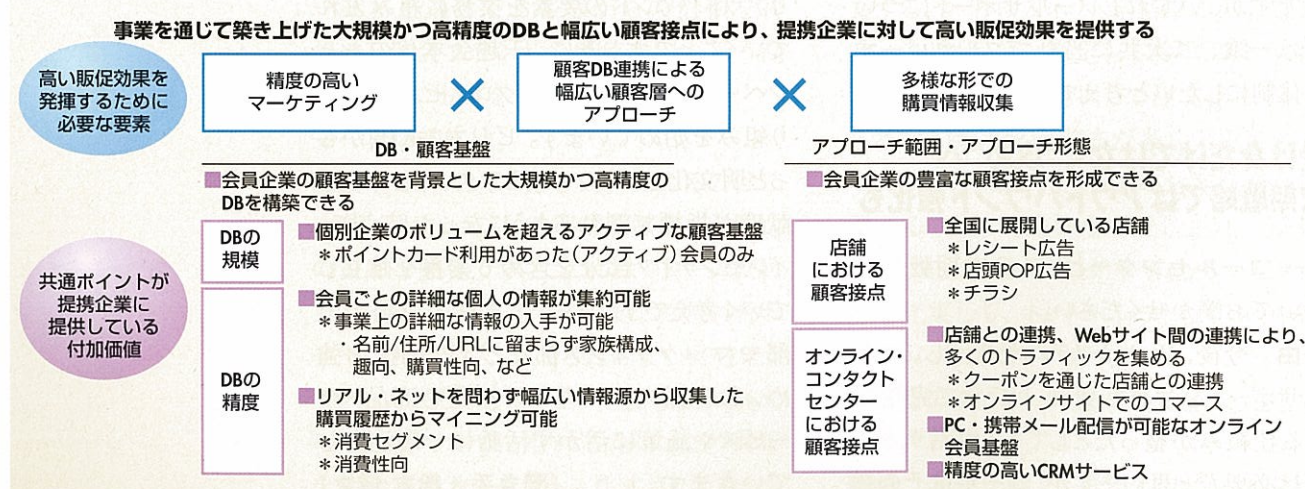 事業を通じて築き上げた大規模かつ高精度のDBと幅広い顧客接点により、提携企業に対して高い販促効果を提供する
高い販促効果を
発揮するために
必要な要素
精度の高い
マーケティング
×
顧客DB連携による
幅広い顧客層への
アプローチ
×
多様な形での
購買情報収集
DB・顧客基盤
アプローチ範囲・アプローチ形態
■会員企業の顧客基盤を背景とした大規模かつ高精度の
DBを構築できる
■会員企業の豊富な顧客接点を形成できる
共通ポイントが
提携企業に
提供している
付加価値
DBの
規模
■個別企業のボリュームを超えるアクティブな顧客基盤
＊ポイントカード利用があった（アクティブ）会員のみ
DBの
精度
■会員ごとの詳細な個人の情報が集約可能
＊事業上の詳細な情報の入手が可能
・名前/住所/URLに留まらず家族構成、
趣向、購買性向、など
■リアル・ネットを問わず幅広い情報源から収集した
購買履歴からマイニング可能
＊消費セグメント
＊消費性向
店舗
における
顧客接点
■全国に展開している店舗
＊レシート広告
＊店頭POP広告
＊チラシ
オンライン・
コンタクト
センター
における
顧客接点
■店舗との連携、Webサイト間の連携により、
多くのトラフィックを集める
＊クーポンを通じた店舗との連携
＊オンラインサイトでのコマース
■PC・携帯メール配信が可能なオンライン
会員基盤
■精度の高いCRMサービス